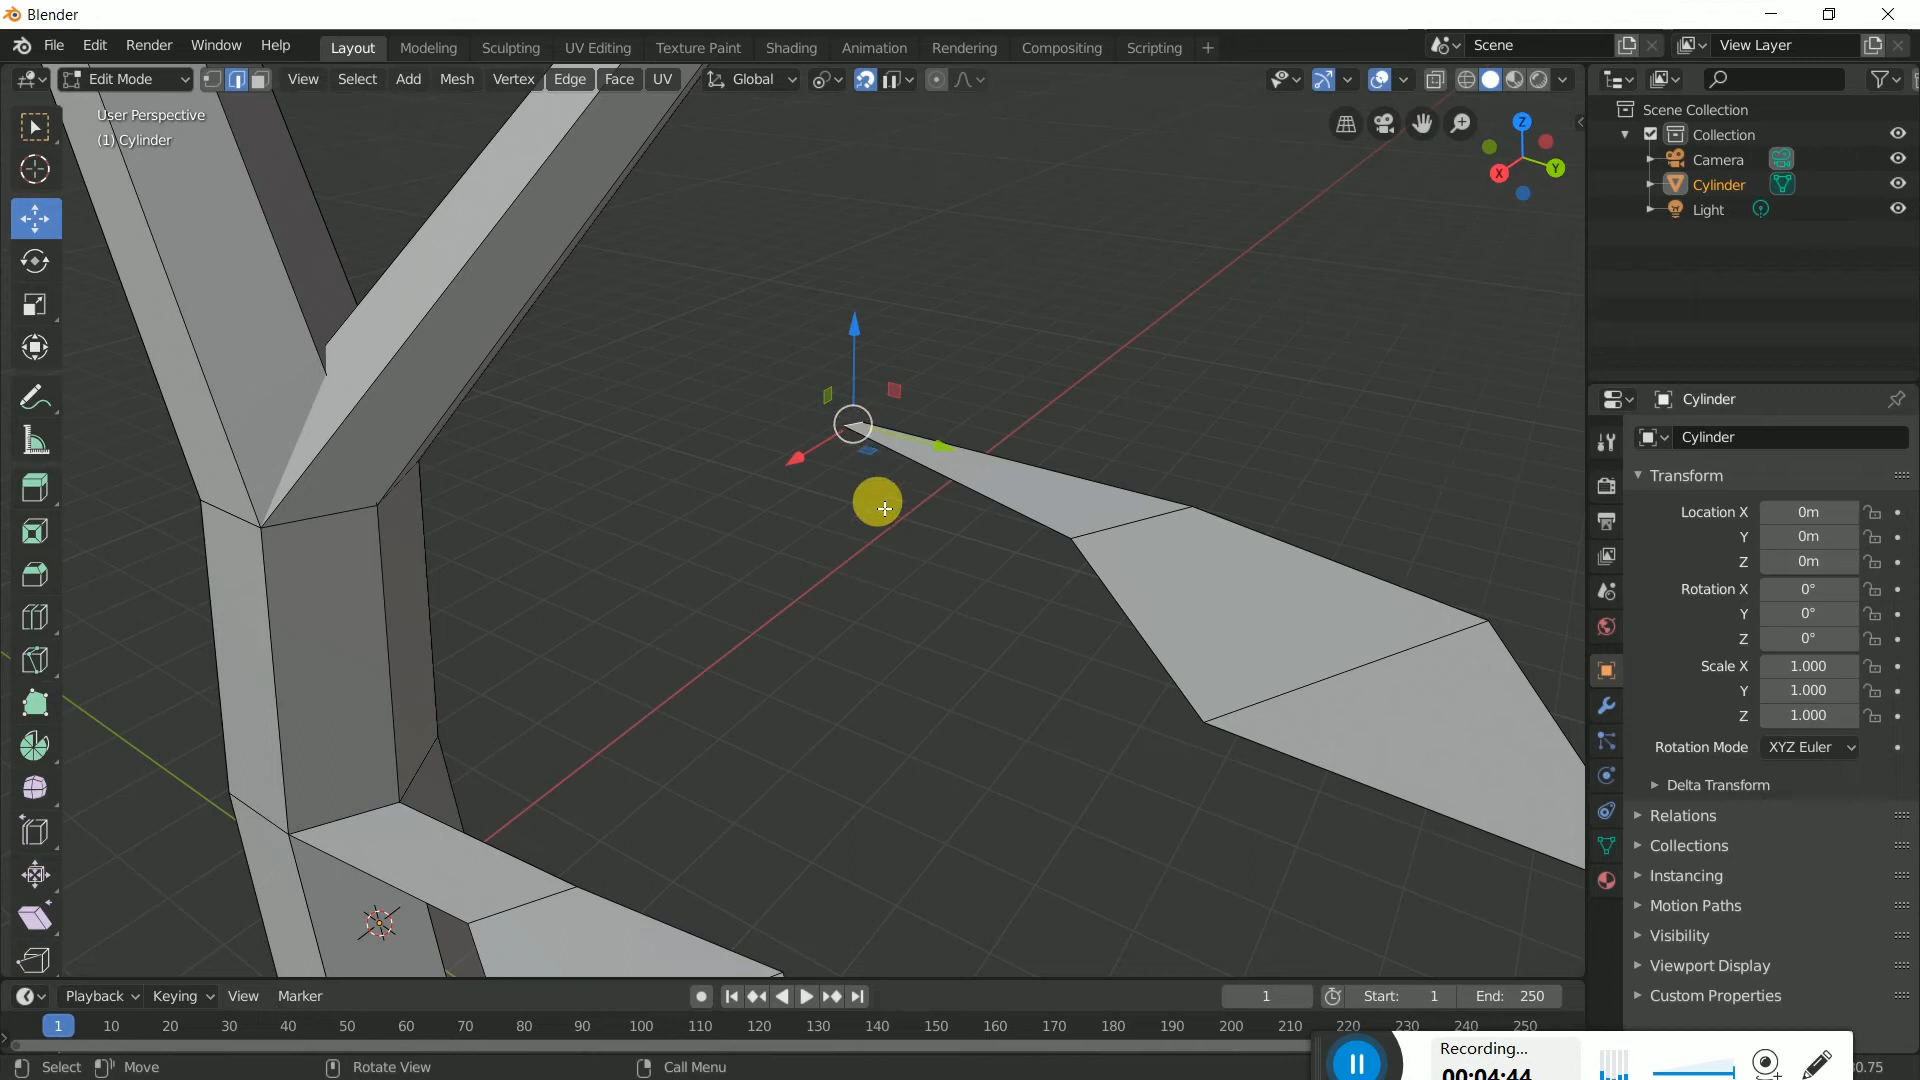 Blender
File Edit Render Window Help Layout Modeling Sculpting UV Editing Texture Paint Shading Animation Rendering Compositing Scripting + Scene View Layer
Edit Mode View Select Add Mesh Vertex Edge Face UV Global
User Perspective
(1) Cylinder
Z
Y
X
Scene Collection
Collection
Camera
Cylinder
Light
Cylinder
Cylinder
Transform
Location X 0m
Y 0m
Z 0m
Rotation X 0°
Y 0°
Z 0°
Scale X 1.000
Y 1.000
Z 1.000
Rotation Mode XYZ Euler
Delta Transform
Relations
Collections
Instancing
Motion Paths
Visibility
Viewport Display
Custom Properties
Playback Keying View Marker 1 Start: 1 End: 250
1 10 20 30 40 50 60 70 80 90 100 110 120 130 140 150 160 170 180 190 200 210 220 230 240 250
Select Move Rotate View Call Menu
Recording...
00:04:44